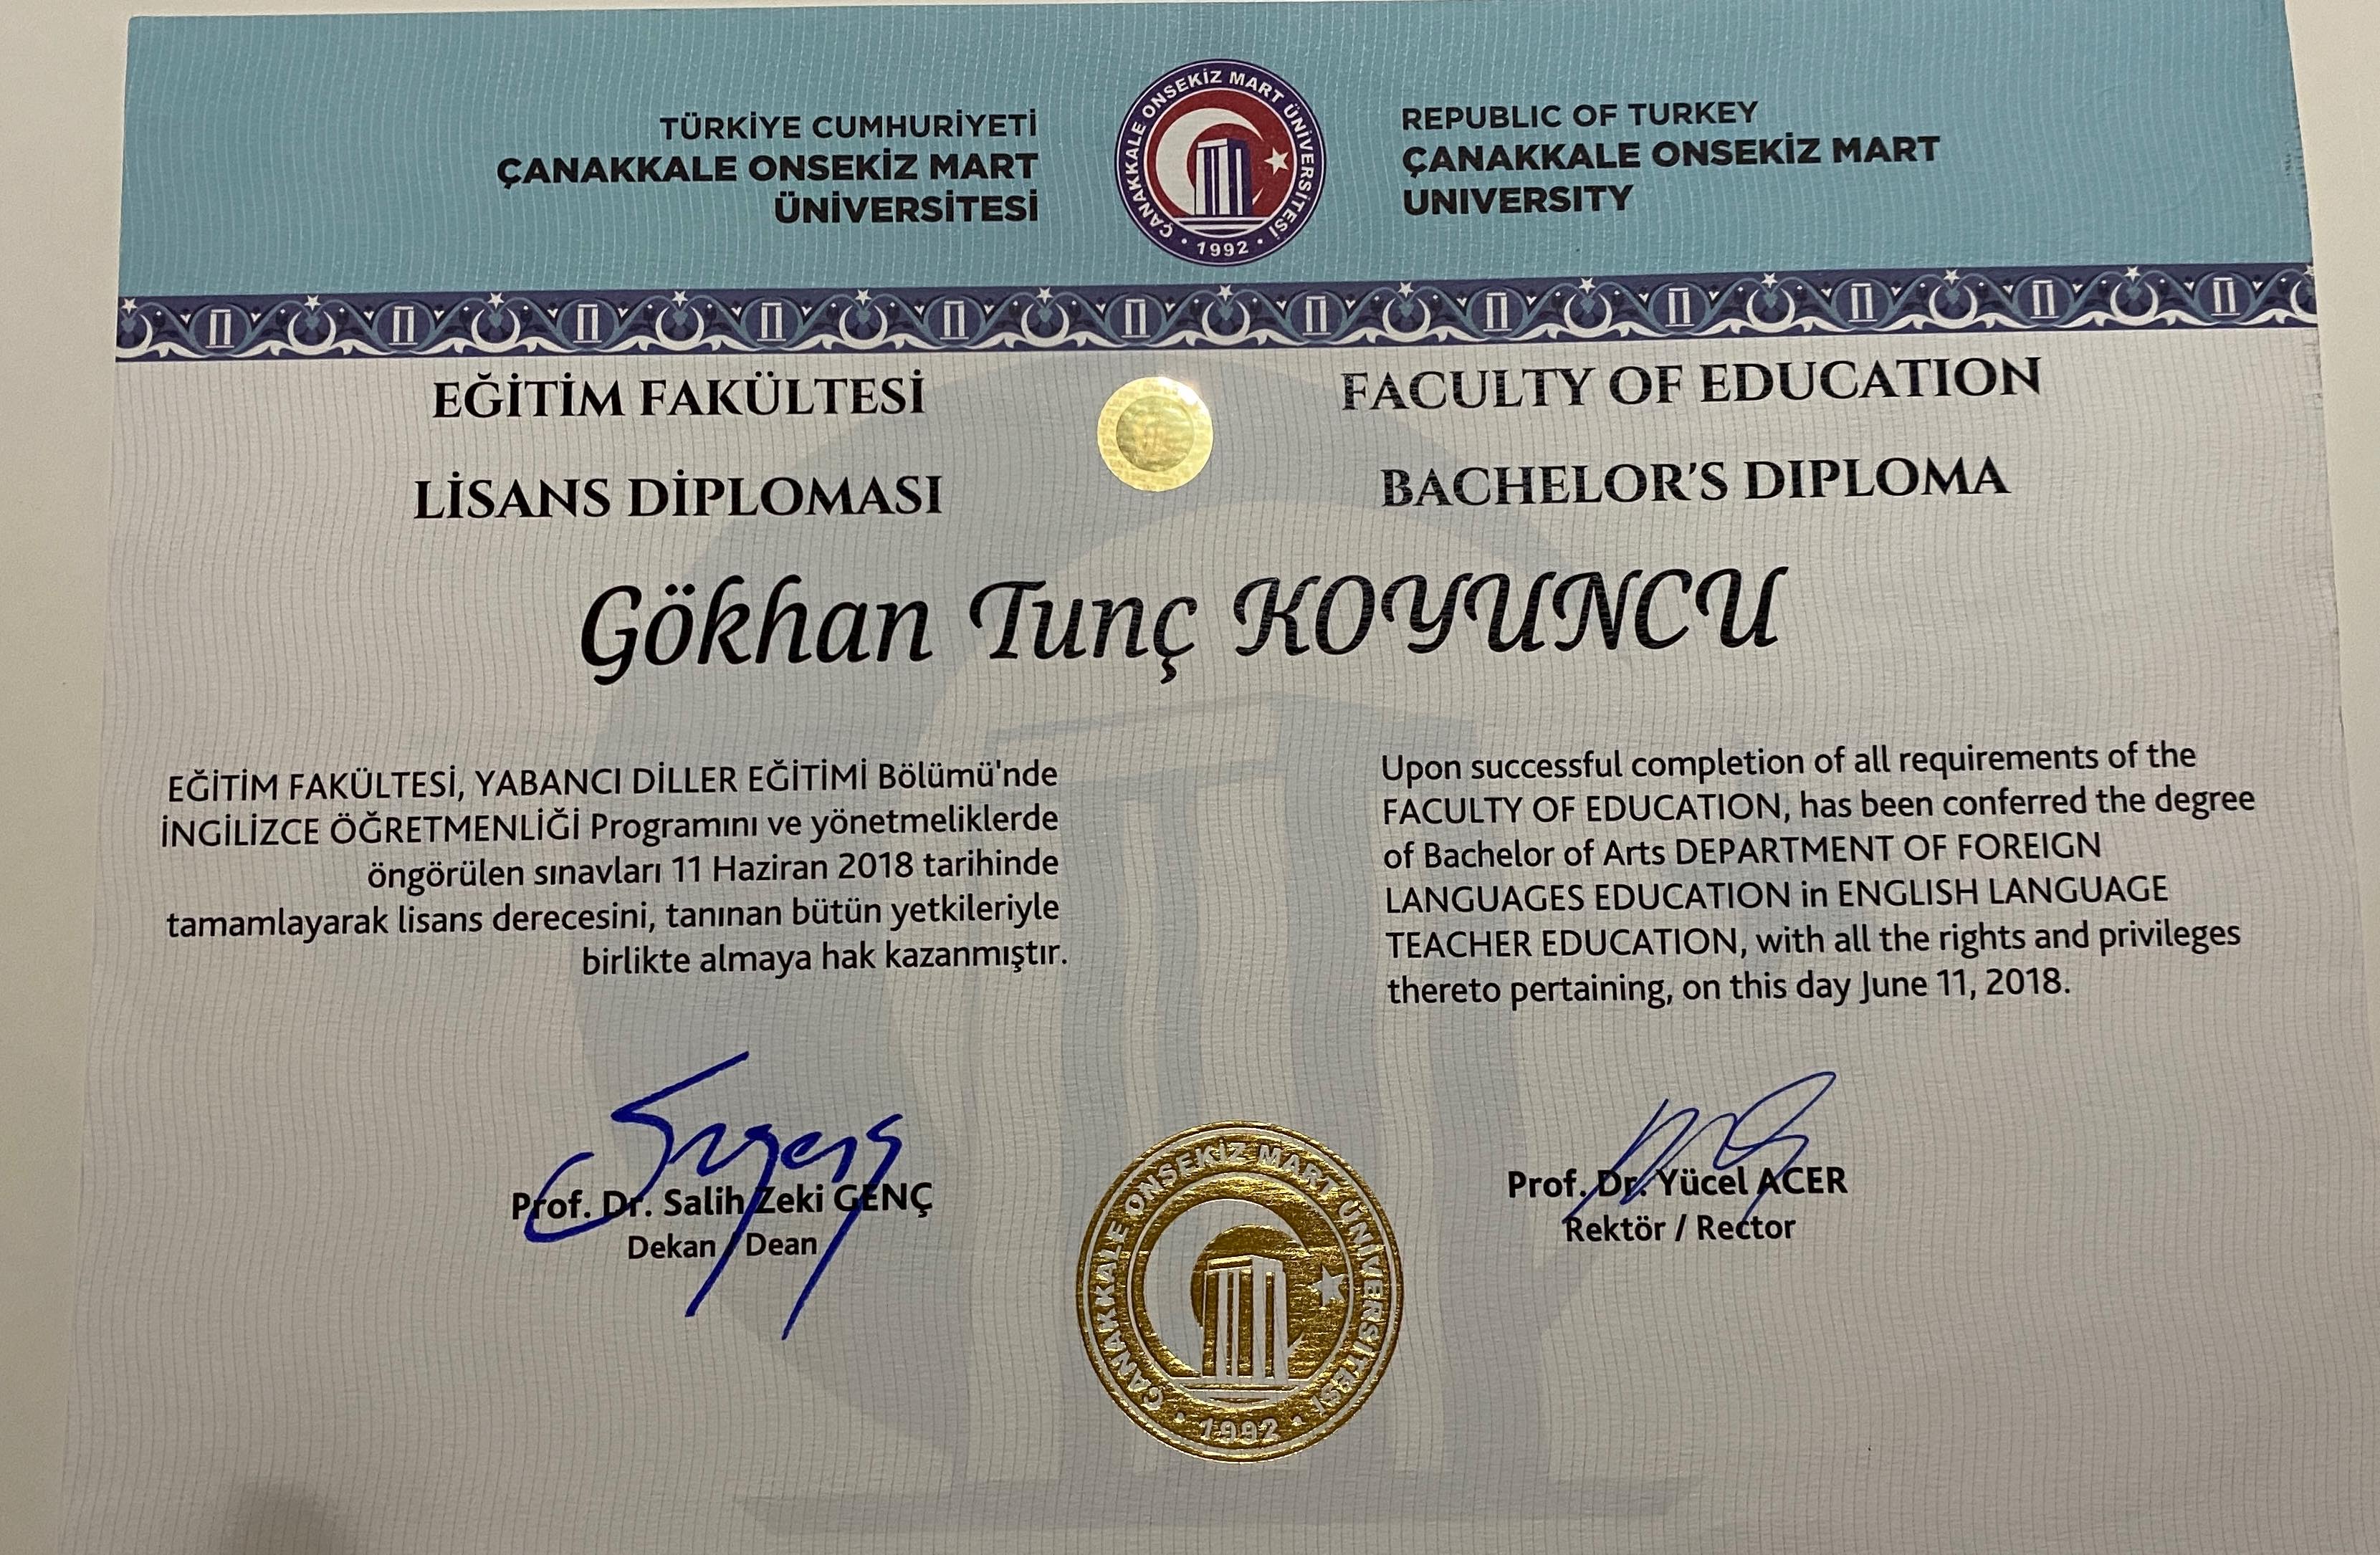 TÜRKİYE CUMHURİYETİ
ÇANAKKALE ONSEKİZ MART
ÜNİVERSİTESİ
ÇANAKKALE ONSEKİZ MART ÜNİVERSİTESİ
• 1992 •
REPUBLIC OF TURKEY
ÇANAKKALE ONSEKİZ MART
UNIVERSITY
EĞİTİM FAKÜLTESİ
LİSANS DİPLOMASI
FACULTY OF EDUCATION
BACHELOR'S DIPLOMA
Gökhan Tunç KOYUNCU
EĞİTİM FAKÜLTESİ, YABANCI DİLLER EĞİTİMİ Bölümü'nde
İNGİLİZCE ÖĞRETMENLİĞİ Programını ve yönetmeliklerde
öngörülen sınavları 11 Haziran 2018 tarihinde
tamamlayarak lisans derecesini, tanınan bütün yetkileriyle
birlikte almaya hak kazanmıştır.
Upon successful completion of all requirements of the
FACULTY OF EDUCATION, has been conferred the degree
of Bachelor of Arts DEPARTMENT OF FOREIGN
LANGUAGES EDUCATION in ENGLISH LANGUAGE
TEACHER EDUCATION, with all the rights and privileges
thereto pertaining, on this day June 11, 2018.
Prof. Dr. Salih Zeki GENÇ
Dekan / Dean
ÇANAKKALE ONSEKİZ MART ÜNİVERSİTESİ
• 1992 •
Prof. Dr. Yücel ACER
Rektör / Rector